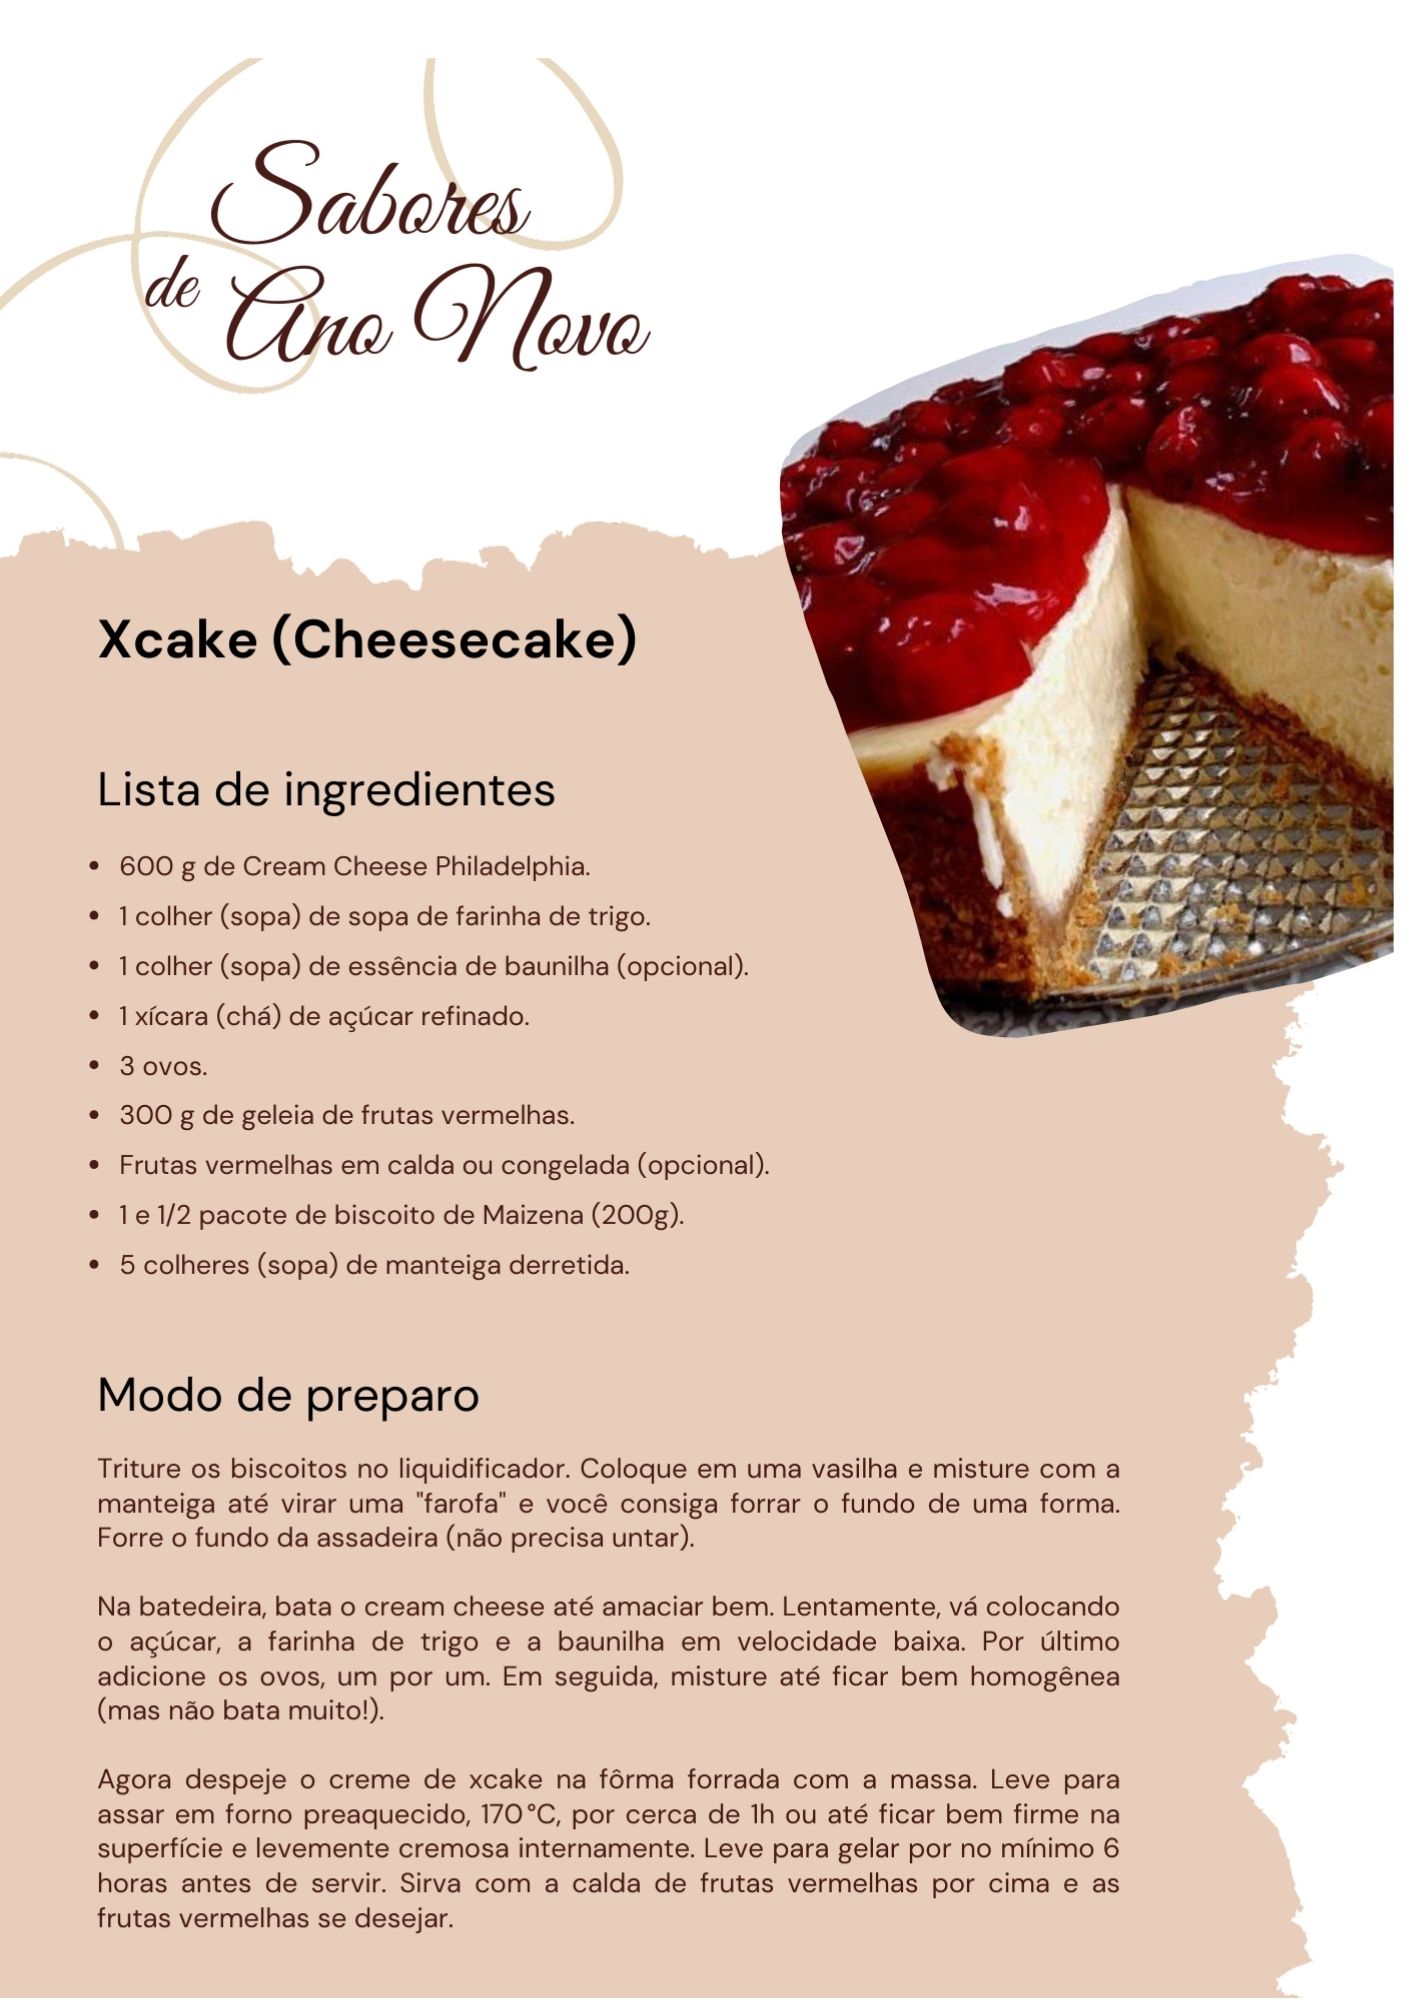 Sabores
de Ano Novo
Xcake (Cheesecake)
Lista de ingredientes
• 600 g de Cream Cheese Philadelphia.
• 1 colher (sopa) de sopa de farinha de trigo.
• 1 colher (sopa) de essência de baunilha (opcional).
• 1 xícara (chá) de açúcar refinado.
• 3 ovos.
• 300 g de geleia de frutas vermelhas.
• Frutas vermelhas em calda ou congelada (opcional).
• 1 e 1/2 pacote de biscoito de Maizena (200g).
• 5 colheres (sopa) de manteiga derretida.
Modo de preparo
Triture os biscoitos no liquidificador. Coloque em uma vasilha e misture com a
manteiga até virar uma "farofa" e você consiga forrar o fundo de uma forma.
Forre o fundo da assadeira (não precisa untar).
Na batedeira, bata o cream cheese até amaciar bem. Lentamente, vá colocando
o açúcar, a farinha de trigo e a baunilha em velocidade baixa. Por último
adicione os ovos, um por um. Em seguida, misture até ficar bem homogênea
(mas não bata muito!).
Agora despeje o creme de xcake na fôrma forrada com a massa. Leve para
assar em forno preaquecido, 170 °C, por cerca de 1h ou até ficar bem firme na
superfície e levemente cremosa internamente. Leve para gelar por no mínimo 6
horas antes de servir. Sirva com a calda de frutas vermelhas por cima e as
frutas vermelhas se desejar.